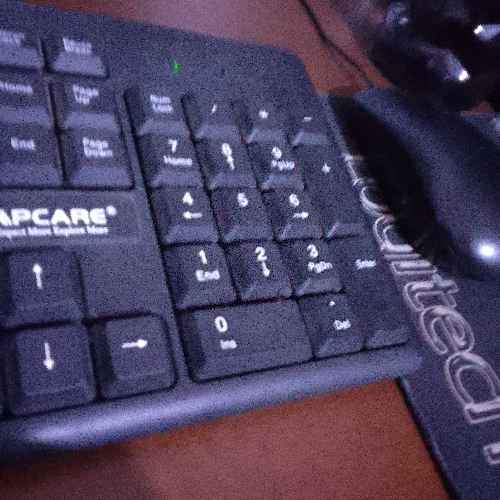 Home
Page
Up
Num
Lock
/
*
-
End
Page
Down
7
Home
8
↑
9
PgUp
+
APCARE®
4
←
5
6
→
1
End
2
↓
3
PgDn
Enter
↑
0
Ins
.
Del
↓
→